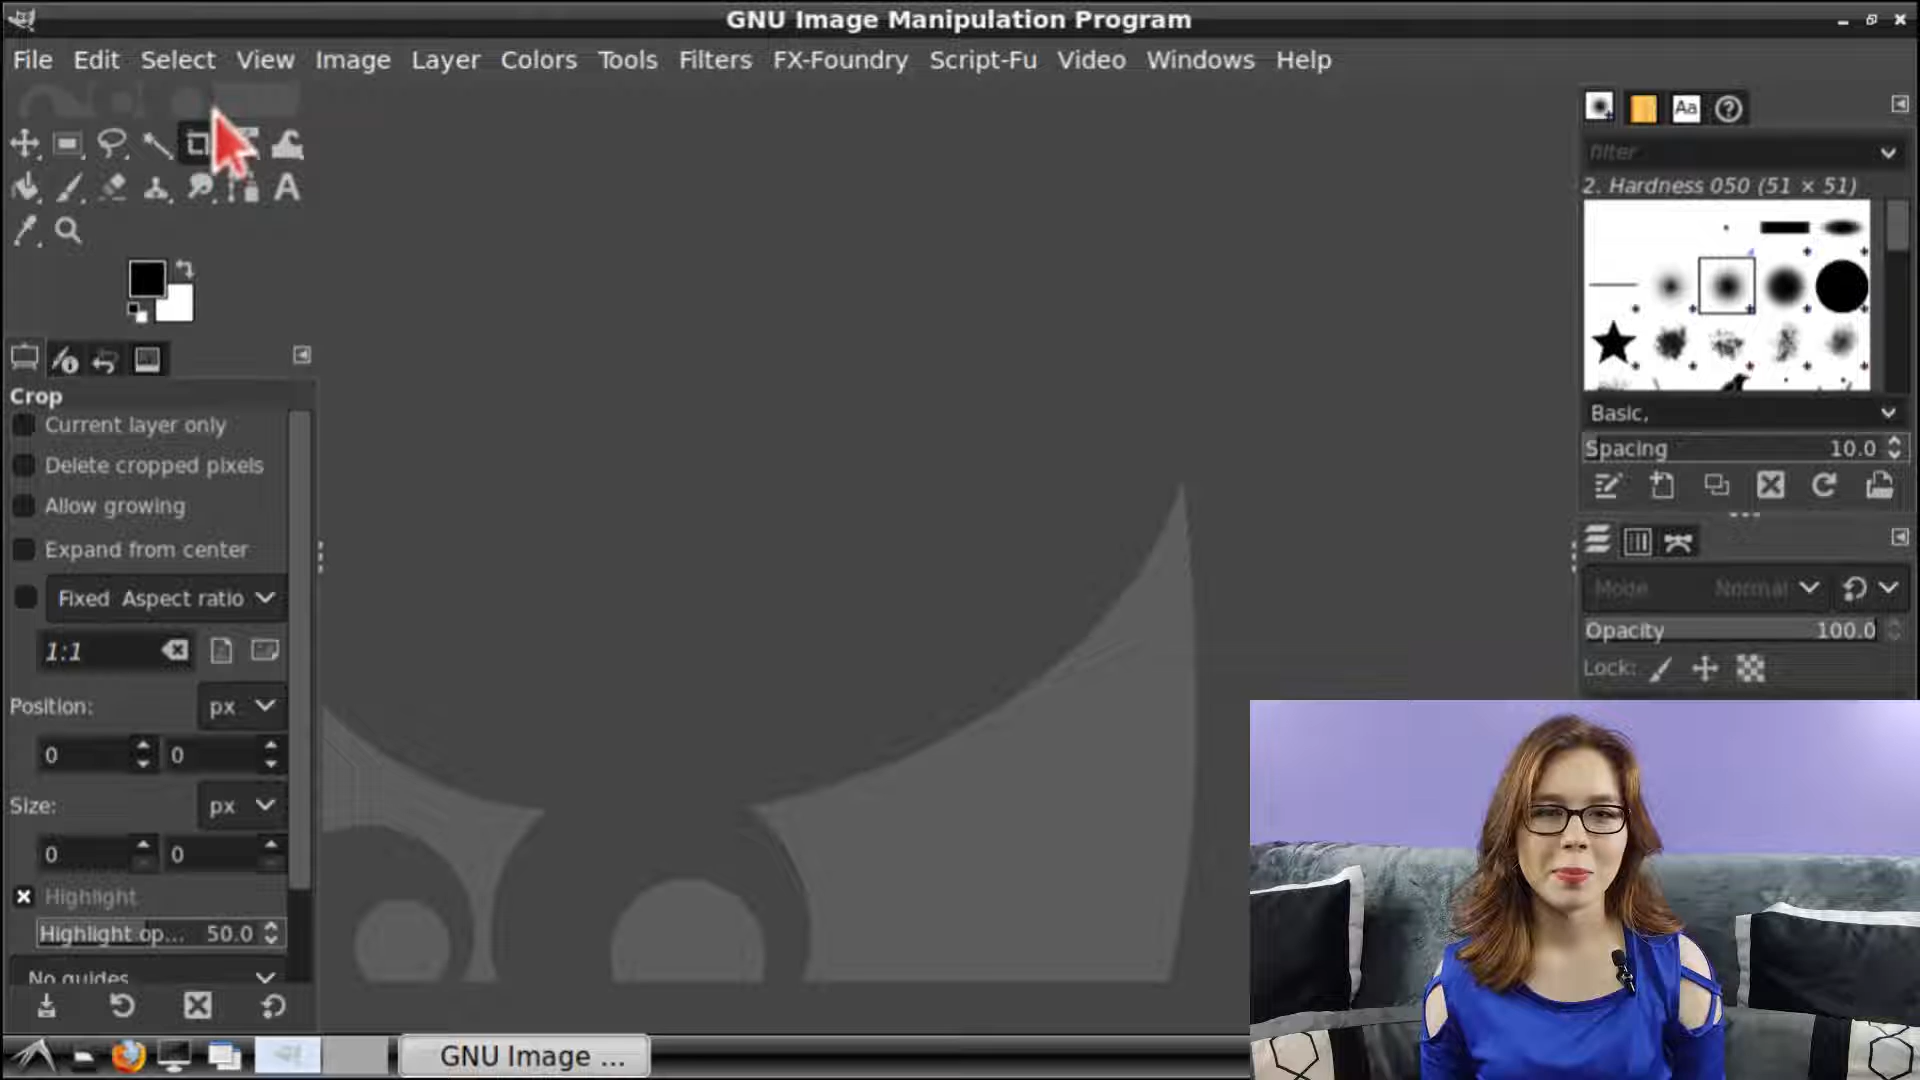 GNU Image Manipulation Program
File Edit Select View Image Layer Colors Tools Filters FX-Foundry Script-Fu Video Windows Help
Aa
filter
2. Hardness 050 (51 × 51)
Basic,
Spacing 10.0
Mode Normal
Opacity 100.0
Lock:
A
Crop
Current layer only
Delete cropped pixels
Allow growing
Expand from center
Fixed Aspect ratio
1:1
Position: px
0 0
Size: px
0 0
Highlight
Highlight op... 50.0
No guides
GNU Image ...